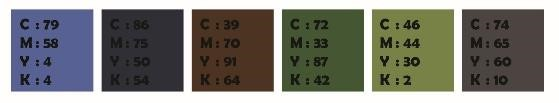 C : 79
M : 58
Y : 4
K : 4
C : 86
M : 75
Y : 50
K : 54
C : 39
M : 70
Y : 91
K : 64
C : 72
M : 33
Y : 87
K : 42
C : 46
M : 44
Y : 30
K : 2
C : 74
M : 65
Y : 60
K : 10